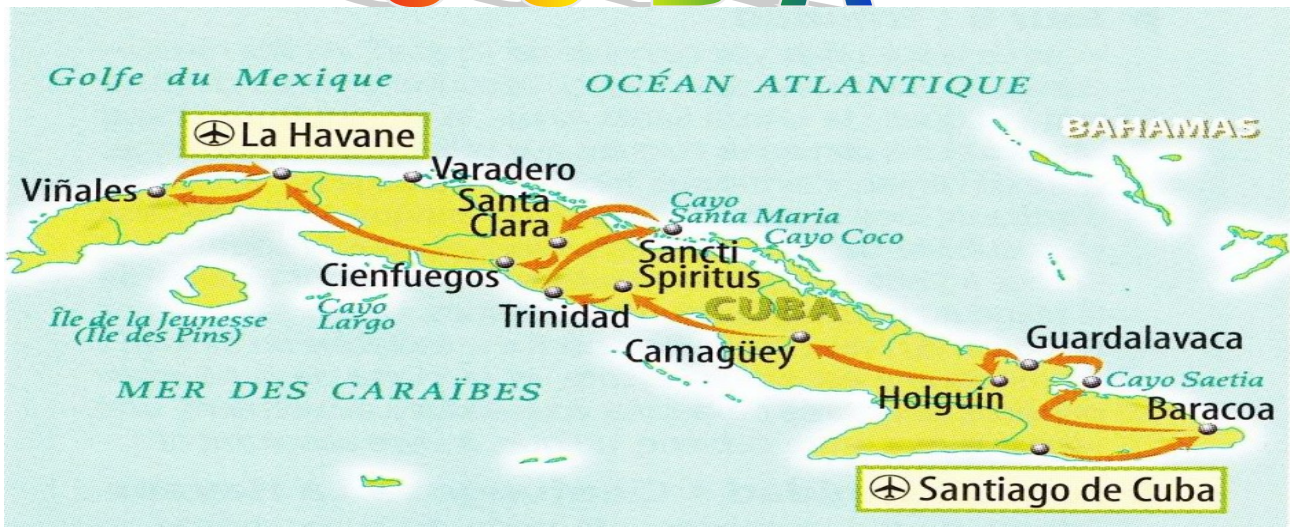 Golfe du Mexique
OCÉAN ATLANTIQUE
BAHAMAS
La Havane
Viñales
Varadero
Santa
Clara
Cayo
Santa Maria
Cayo Coco
Sancti
Spiritus
Cienfuegos
Cayo
Largo
Île de la Jeunesse
(Île des Pins)
Trinidad
CUBA
Camagüey
Guardalavaca
MER DES CARAÏBES
Cayo Saetia
Holguin
Baracoa
Santiago de Cuba